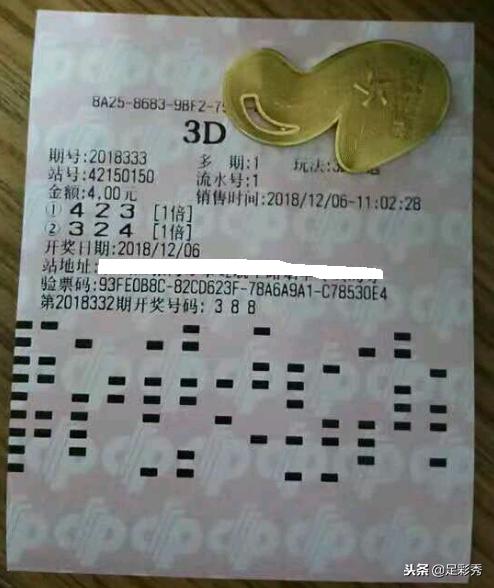 8A25-8683-9BF2-75
3D
期号:2018333 多 期:1 玩法:
站号:42150150 流水号:1
金额:4.00元 销售时间:2018/12/06-11:02:28
① 4 2 3 [1倍]
② 3 2 4 [1倍]
开奖日期:2018/12/06
站地址:
验票码:93FE0B8C-82CD623F-78A6A9A1-C78530E4
第2018332期开奖号码: 3 8 8
头条 @足彩秀